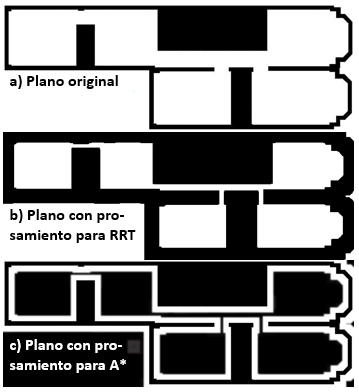 a) Plano original
b) Plano con pro-
samiento para RRT
c) Plano con pro-
samiento para A*